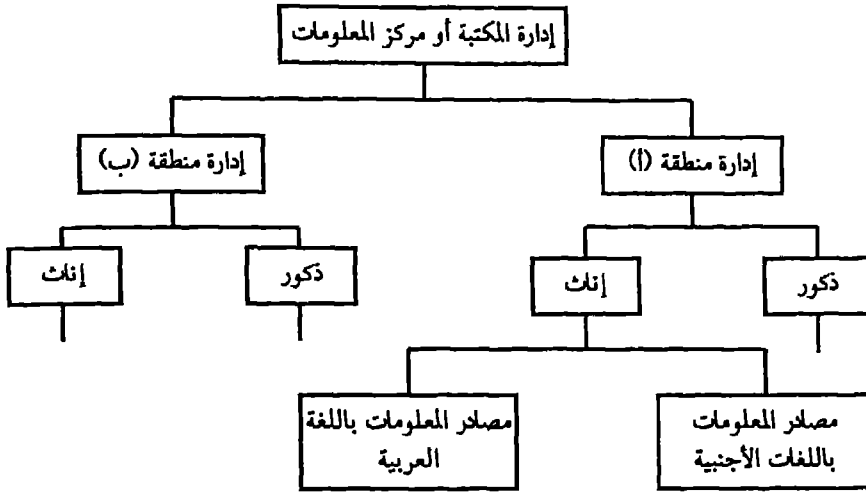 إدارة المكتبة أو مركز المعلومات
إدارة منطقة (أ)
إدارة منطقة (ب)
ذكور
إناث
ذكور
إناث
مصادر المعلومات
باللغات الأجنبية
مصادر المعلومات باللغة
العربية